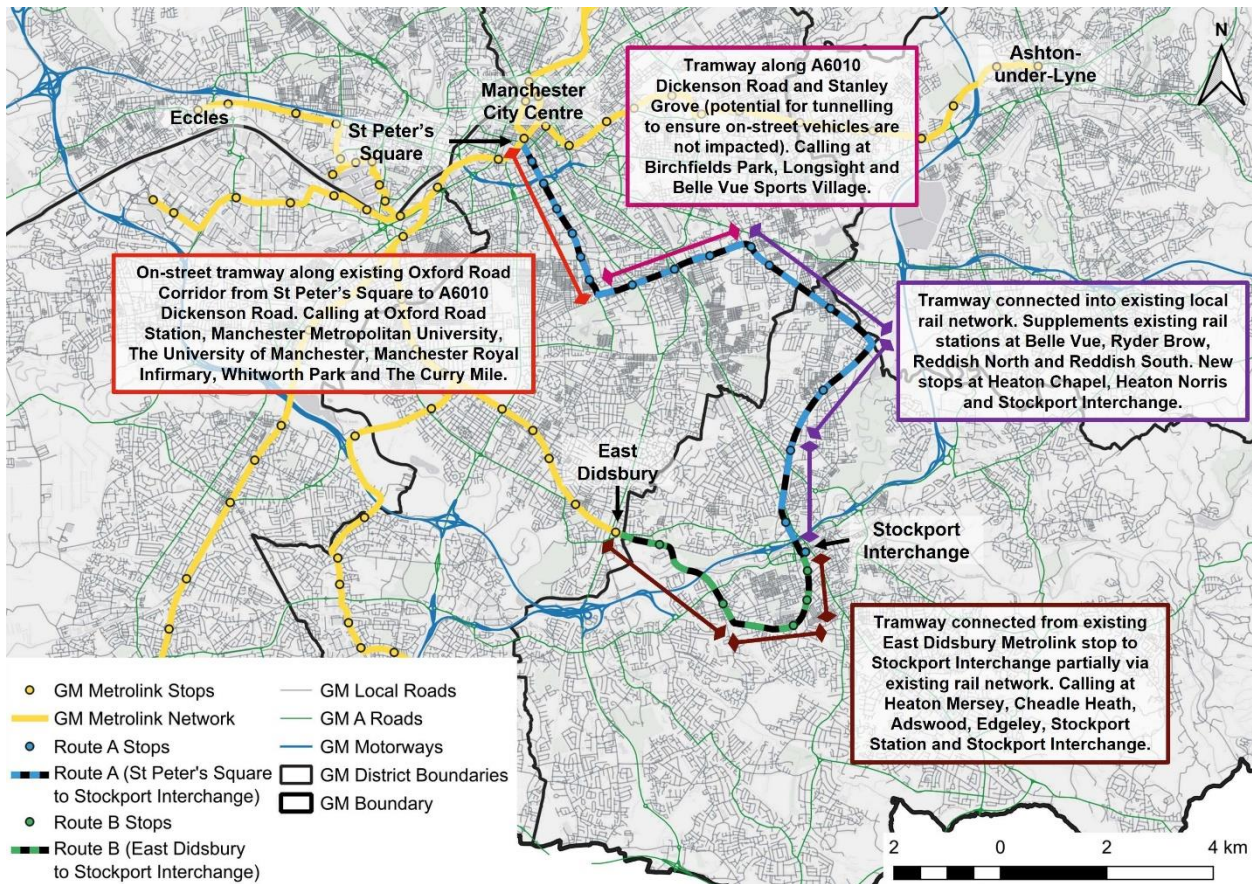 N
Ashton-
under-Lyne
Manchester
City Centre
Eccles
St Peter's
Square
Tramway along A6010
Dickenson Road and Stanley
Grove (potential for tunnelling
to ensure on-street vehicles are
not impacted). Calling at
Birchfields Park, Longsight and
Belle Vue Sports Village.
On-street tramway along existing Oxford Road
Corridor from St Peter's Square to A6010
Dickenson Road. Calling at Oxford Road
Station, Manchester Metropolitan University,
The University of Manchester, Manchester Royal
Infirmary, Whitworth Park and The Curry Mile.
Tramway connected into existing local
rail network. Supplements existing rail
stations at Belle Vue, Ryder Brow,
Reddish North and Reddish South. New
stops at Heaton Chapel, Heaton Norris
and Stockport Interchange.
East
Didsbury
Stockport
Interchange
Tramway connected from existing
East Didsbury Metrolink stop to
Stockport Interchange partially via
existing rail network. Calling at
Heaton Mersey, Cheadle Heath,
Adswood, Edgeley, Stockport
Station and Stockport Interchange.
GM Metrolink Stops
GM Metrolink Network
Route A Stops
Route A (St Peter's Square
to Stockport Interchange)
Route B Stops
Route B (East Didsbury
to Stockport Interchange)
GM Local Roads
GM A Roads
GM Motorways
GM District Boundaries
GM Boundary
2 0 2 4 km